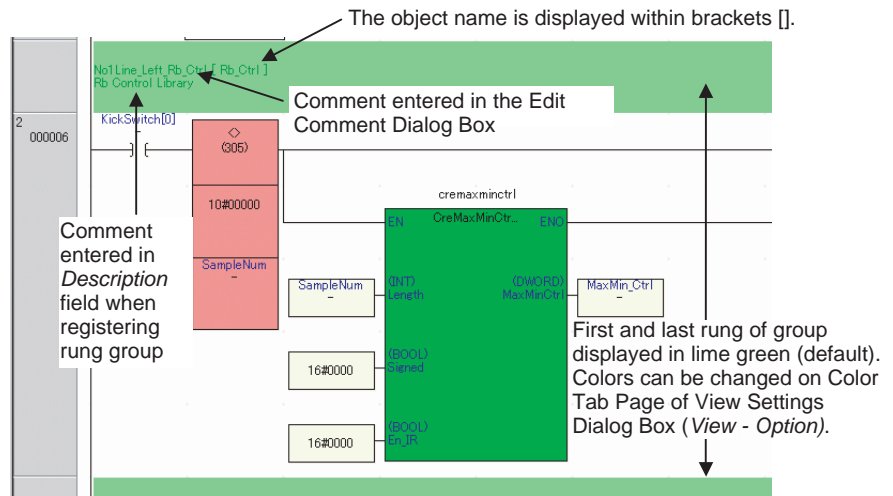 The object name is displayed within brackets [].
No1Line_Left_Rb_Ctrl [ Rb_Ctrl ]
Rb Control Library
Comment entered in the Edit
Comment Dialog Box
2
000006
KickSwitch[0]
<>
(305)
10#00000
SampleNum
-
Comment
entered in
Description
field when
registering
rung group
cremaxminctrl
CreMaxMinCtr...
EN
ENO
SampleNum
-
(INT)
Length
(DWORD)
MaxMinCtrl
MaxMin_Ctrl
-
16#0000
(BOOL)
Signed
16#0000
(BOOL)
En_IR
First and last rung of group
displayed in lime green (default).
Colors can be changed on Color
Tab Page of View Settings
Dialog Box (View - Option).